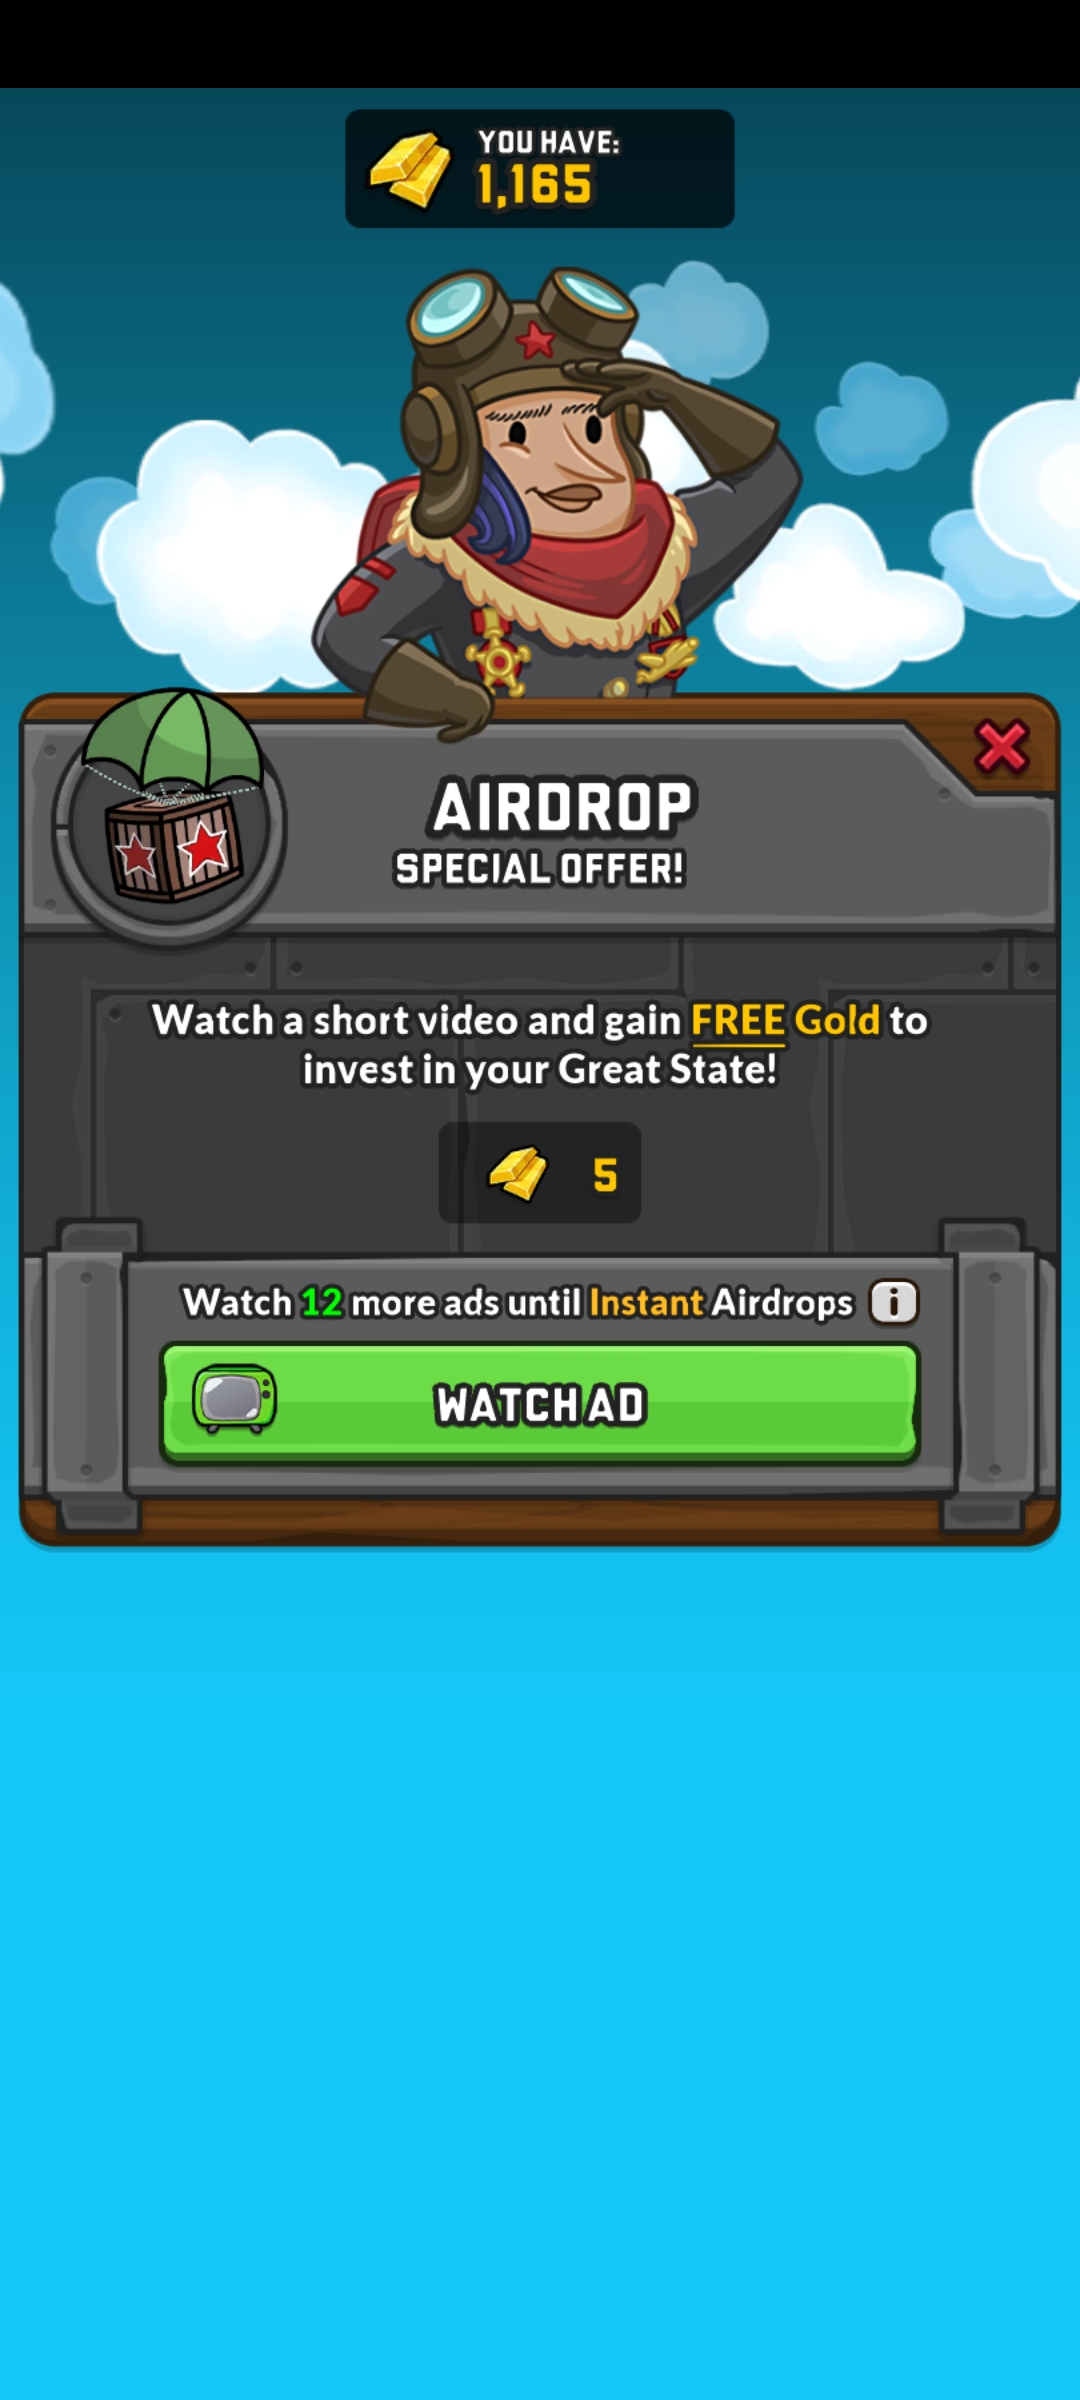 YOU HAVE:
1,165
AIRDROP
SPECIAL OFFER!
Watch a short video and gain FREE Gold to
invest in your Great State!
5
Watch 12 more ads until Instant Airdrops i
WATCH AD